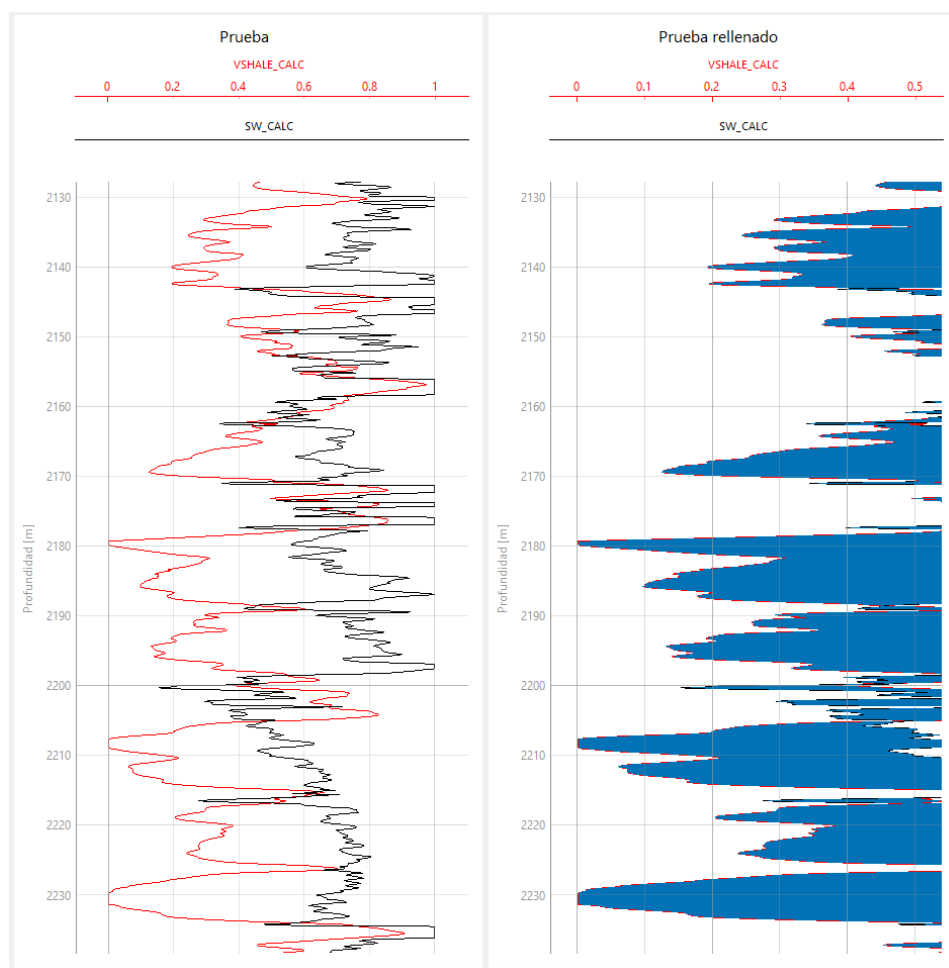 Prueba
VSHALE_CALC
0 0.2 0.4 0.6 0.8 1
SW_CALC
Profundidad [m]
2130
2140
2150
2160
2170
2180
2190
2200
2210
2220
2230
Prueba rellenado
VSHALE_CALC
0 0.1 0.2 0.3 0.4 0.5
SW_CALC
Profundidad [m]
2130
2140
2150
2160
2170
2180
2190
2200
2210
2220
2230